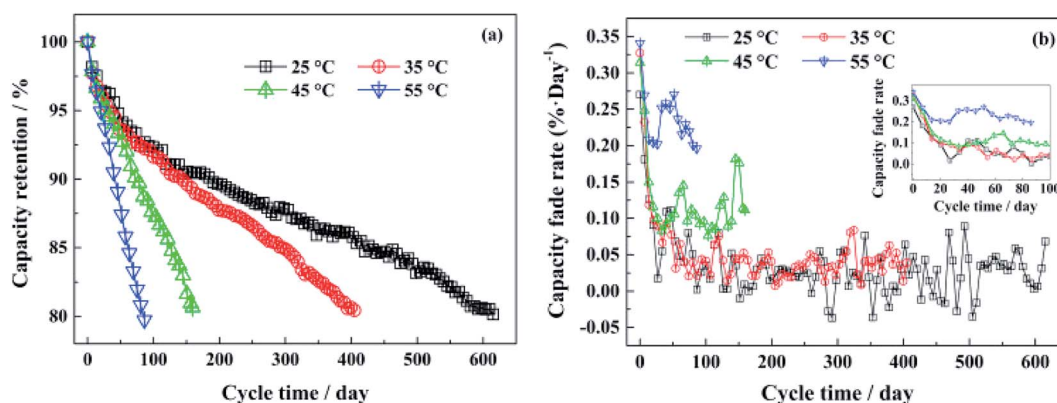 (a)
25 °C 35 °C
45 °C 55 °C
100
95
90
85
80
Capacity retention / %
0 100 200 300 400 500 600
Cycle time / day
(b)
25 °C 35 °C
45 °C 55 °C
0.35
0.30
0.25
0.20
0.15
0.10
0.05
0.00
-0.05
Capacity fade rate (%·Day⁻¹)
0 100 200 300 400 500 600
Cycle time / day
Capacity fade rate
0.3
0.2
0.1
0.0
0 20 40 60 80 100
Cycle time / day